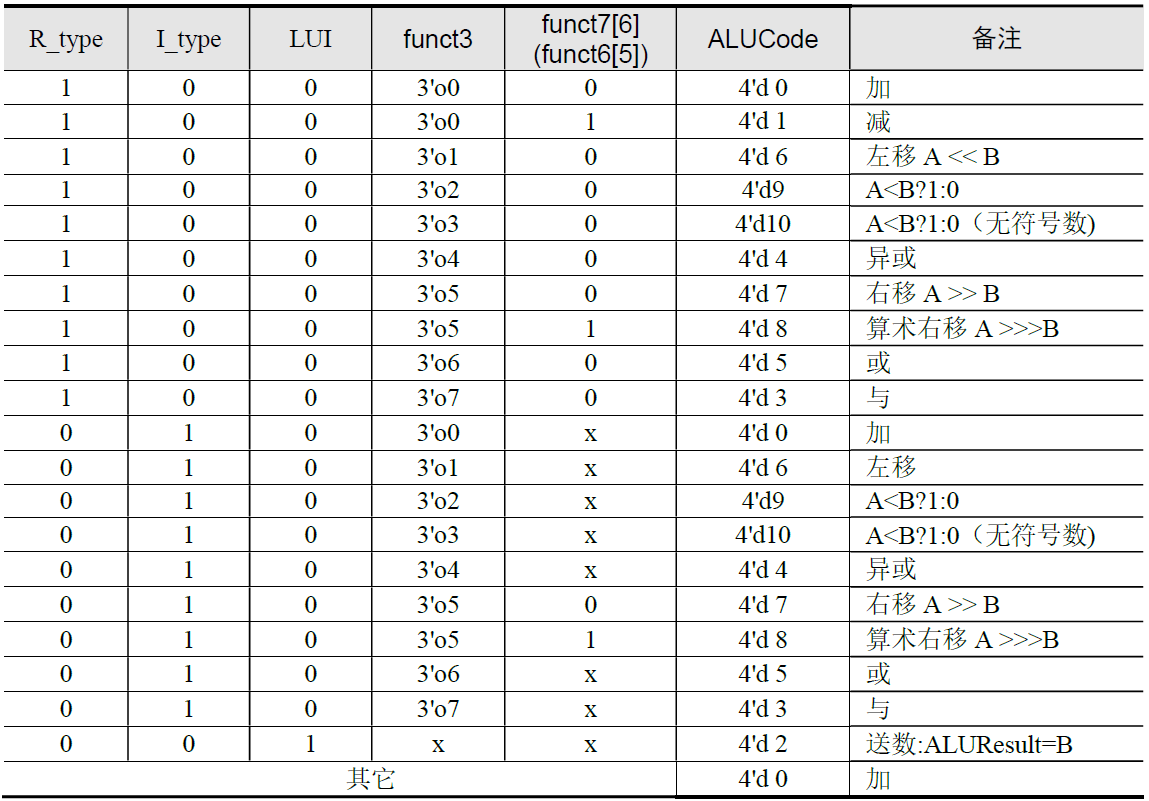 R_type I_type LUI funct3 funct7[6] (funct6[5]) ALUCode 备注
1 0 0 3'o0 0 4'd 0 加
1 0 0 3'o0 1 4'd 1 减
1 0 0 3'o1 0 4'd 6 左移 A << B
1 0 0 3'o2 0 4'd9 A<B?1:0
1 0 0 3'o3 0 4'd10 A<B?1:0（无符号数)
1 0 0 3'o4 0 4'd 4 异或
1 0 0 3'o5 0 4'd 7 右移 A >> B
1 0 0 3'o5 1 4'd 8 算术右移 A >>>B
1 0 0 3'o6 0 4'd 5 或
1 0 0 3'o7 0 4'd 3 与
0 1 0 3'o0 x 4'd 0 加
0 1 0 3'o1 x 4'd 6 左移
0 1 0 3'o2 x 4'd9 A<B?1:0
0 1 0 3'o3 x 4'd10 A<B?1:0（无符号数)
0 1 0 3'o4 x 4'd 4 异或
0 1 0 3'o5 0 4'd 7 右移 A >> B
0 1 0 3'o5 1 4'd 8 算术右移 A >>>B
0 1 0 3'o6 x 4'd 5 或
0 1 0 3'o7 x 4'd 3 与
0 0 1 x x 4'd 2 送数:ALUResult=B
其它 4'd 0 加